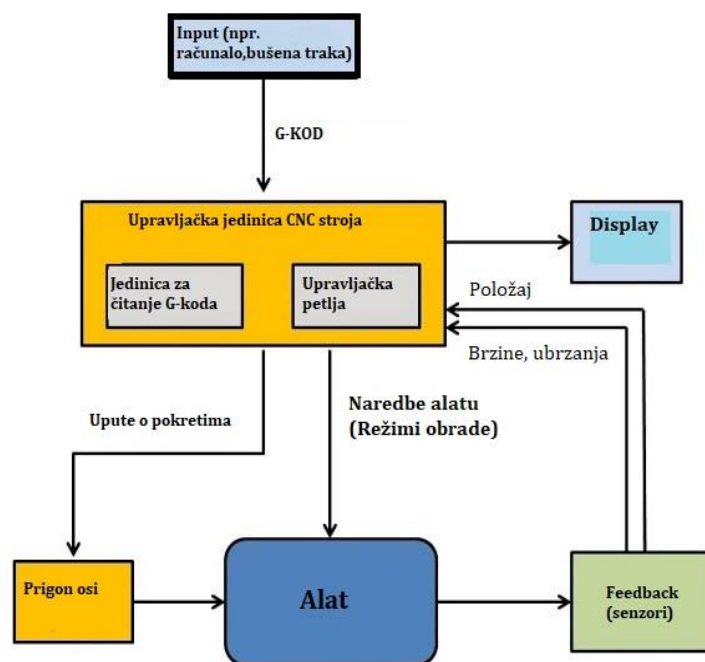 Input (npr.
računalo,bušena traka)
G-KOD
Upravljačka jedinica CNC stroja
Jedinica za
čitanje G-koda
Upravljačka
petlja
Display
Položaj
Brzine, ubrzanja
Upute o pokretima
Naredbe alatu
(Režimi obrade)
Prigon osi
Alat
Feedback
(senzori)